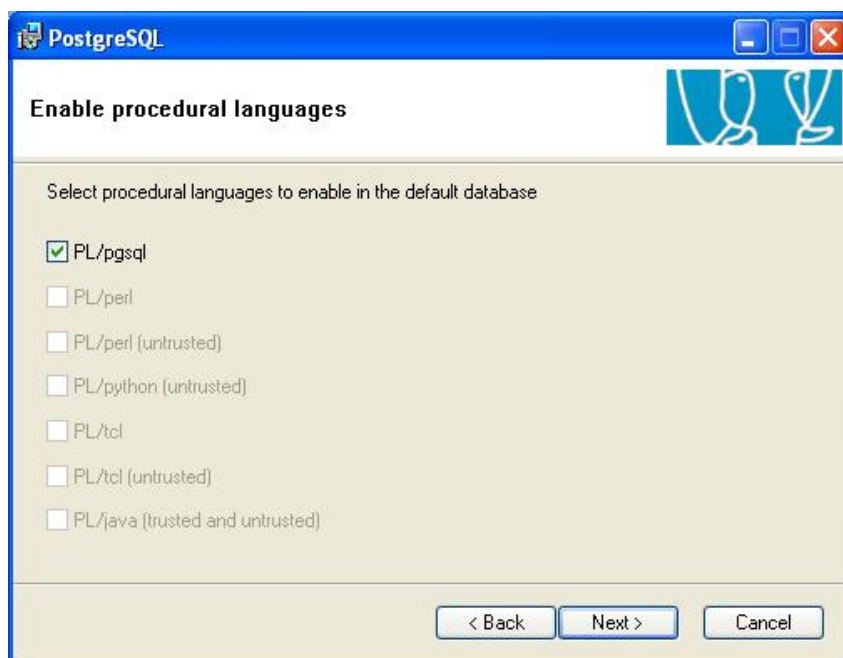 PostgreSQL
Enable procedural languages
Select procedural languages to enable in the default database
PL/pgsql
PL/perl
PL/perl (untrusted)
PL/python (untrusted)
PL/tcl
PL/tcl (untrusted)
PL/java (trusted and untrusted)
< Back Next > Cancel